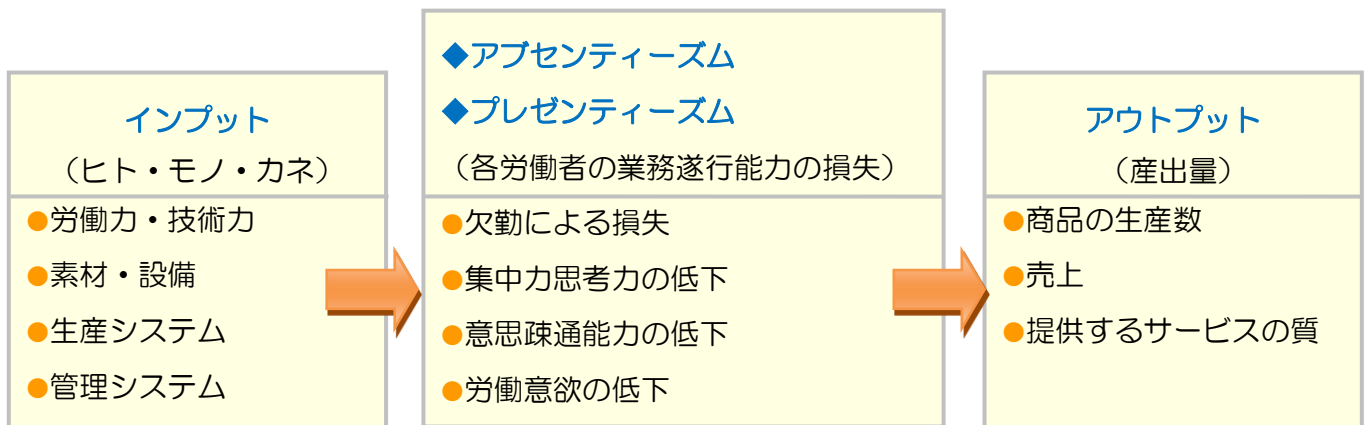 インプット
（ヒト・モノ・カネ）
●労働力・技術力
●素材・設備
●生産システム
●管理システム
◆アブセンティーズム
◆プレゼンティーズム
（各労働者の業務遂行能力の損失）
●欠勤による損失
●集中力思考力の低下
●意思疎通能力の低下
●労働意欲の低下
アウトプット
（産出量）
●商品の生産数
●売上
●提供するサービスの質